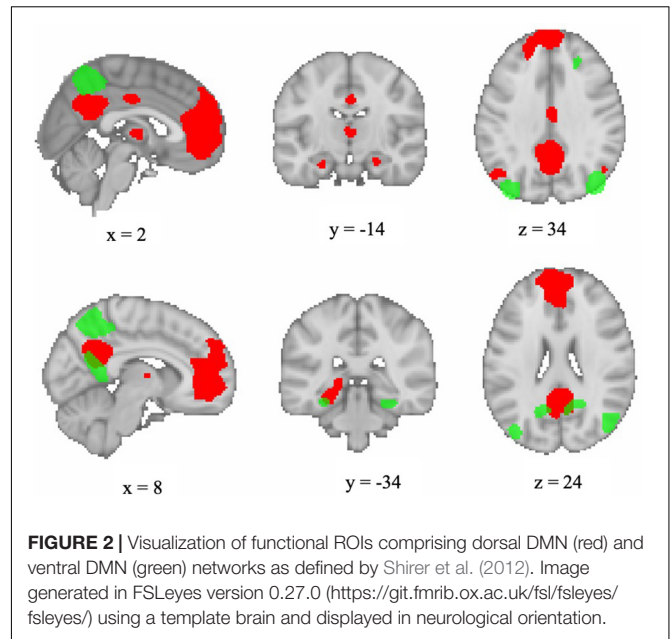 x = 2
y = -14
z = 34
x = 8
y = -34
z = 24
FIGURE 2 | Visualization of functional ROIs comprising dorsal DMN (red) and
ventral DMN (green) networks as defined by Shirer et al. (2012). Image
generated in FSLeyes version 0.27.0 (https://git.fmrib.ox.ac.uk/fsl/fsleyes/
fsleyes/) using a template brain and displayed in neurological orientation.